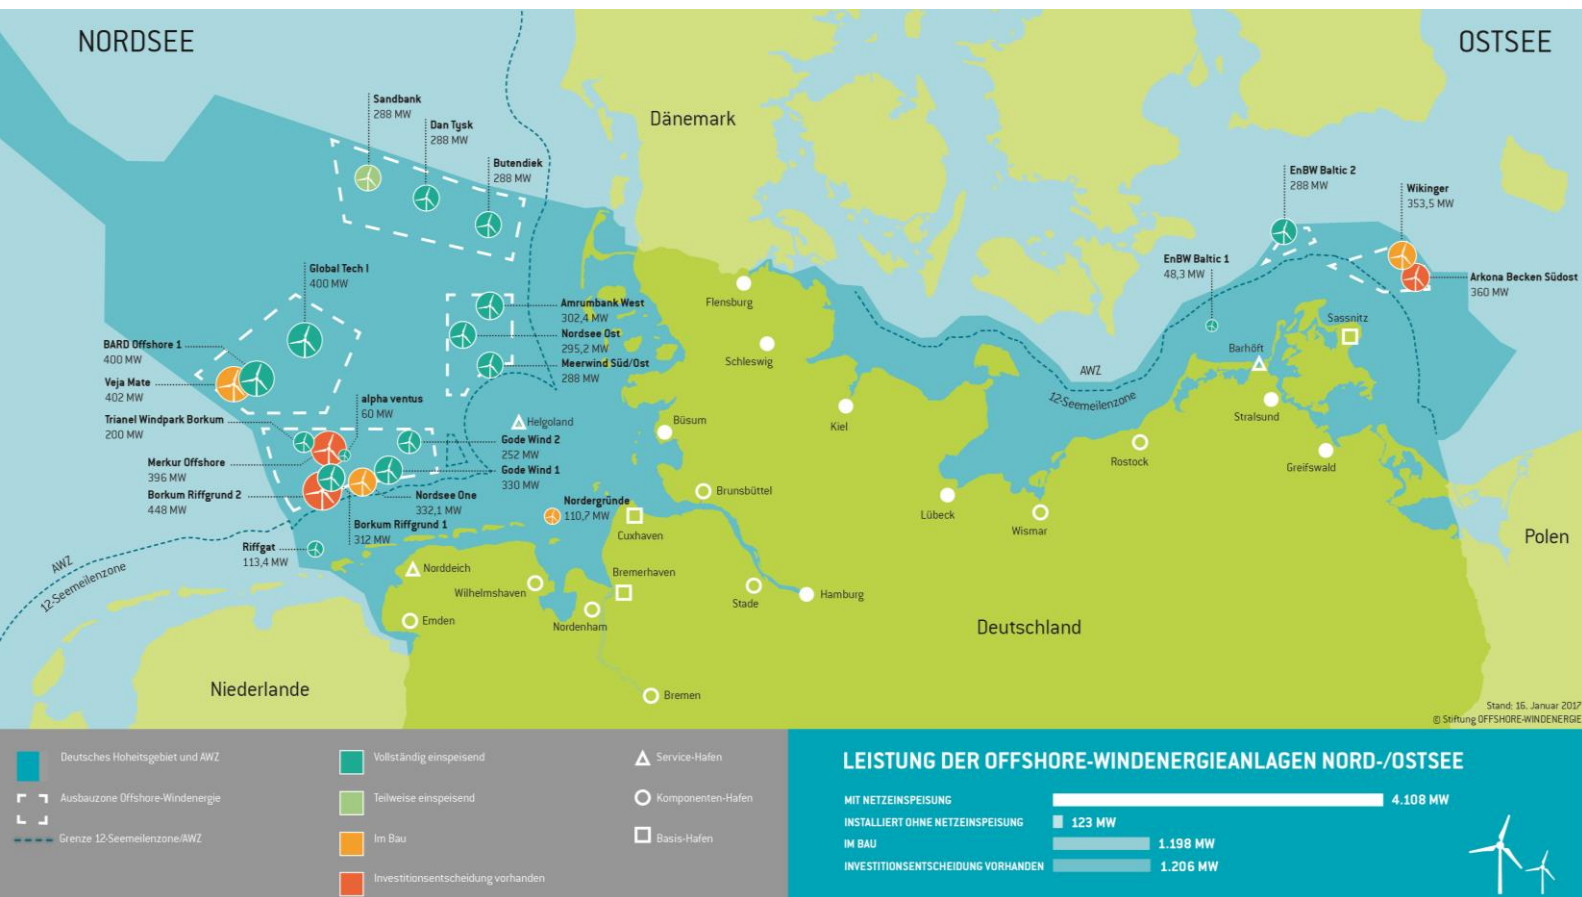 NORDSEE
OSTSEE
Sandbank
288 MW
Dan Tysk
288 MW
Butendiek
288 MW
Dänemark
EnBW Baltic 2
288 MW
Wikinger
353,5 MW
EnBW Baltic 1
48,3 MW
Arkona Becken Südost
360 MW
Global Tech I
400 MW
Amrumbank West
302,4 MW
Nordsee Ost
295,2 MW
Meerwind Süd/Ost
288 MW
BARD Offshore 1
400 MW
Veja Mate
402 MW
alpha ventus
60 MW
Trianel Windpark Borkum
200 MW
Merkur Offshore
396 MW
Borkum Riffgrund 2
448 MW
Gode Wind 2
252 MW
Gode Wind 1
330 MW
Nordsee One
332,1 MW
Borkum Riffgrund 1
312 MW
Nordergründe
110,7 MW
Riffgat
113,4 MW
AWZ
12-Seemeilenzone
Helgoland
Flensburg
Schleswig
Büsum
Kiel
Brunsbüttel
Cuxhaven
Bremerhaven
Norddeich
Wilhelmshaven
Emden
Nordenham
Stade
Hamburg
Bremen
Lübeck
Wismar
Rostock
AWZ
12-Seemeilenzone
Sassnitz
Barhöft
Stralsund
Greifswald
Polen
Deutschland
Niederlande
Stand: 16. Januar 2017
© Stiftung OFFSHORE-WINDENERGIE
Deutsches Hoheitsgebiet und AWZ
Ausbauzone Offshore-Windenergie
Grenze 12-Seemeilenzone/AWZ
Vollständig einspeisend
Teilweise einspeisend
Im Bau
Investitionsentscheidung vorhanden
Service-Hafen
Komponenten-Hafen
Basis-Hafen
LEISTUNG DER OFFSHORE-WINDENERGIEANLAGEN NORD-/OSTSEE
MIT NETZEINSPEISUNG 4.108 MW
INSTALLIERT OHNE NETZEINSPEISUNG 123 MW
IM BAU 1.198 MW
INVESTITIONSENTSCHEIDUNG VORHANDEN 1.206 MW